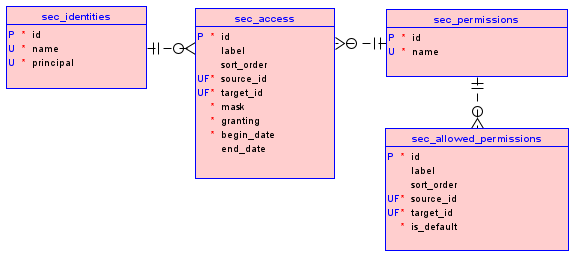 sec_identities
P * id
U * name
U * principal
sec_access
P * id
label
sort_order
UF* source_id
UF* target_id
* mask
* granting
* begin_date
end_date
sec_permissions
P * id
U * name
sec_allowed_permissions
P * id
label
sort_order
UF* source_id
UF* target_id
* is_default